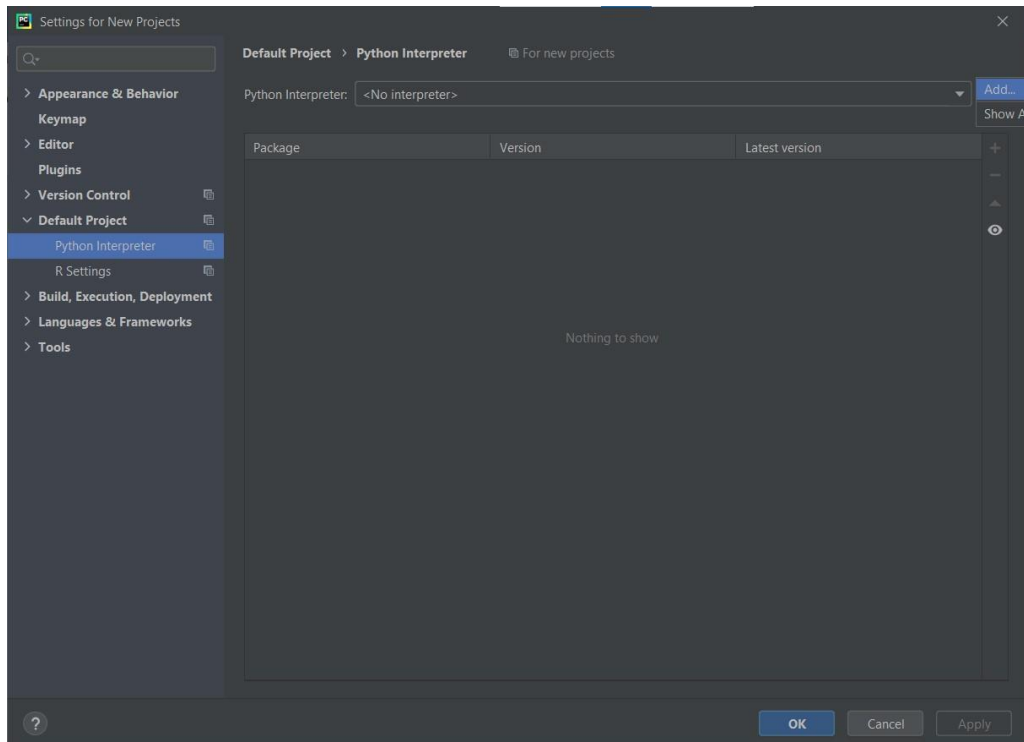 PC Settings for New Projects
Default Project > Python Interpreter For new projects
Appearance & Behavior
Keymap
Editor
Plugins
Version Control
Default Project
Python Interpreter
R Settings
Build, Execution, Deployment
Languages & Frameworks
Tools
Python Interpreter: <No interpreter>
Add...
Show A
Package Version Latest version
Nothing to show
? OK Cancel Apply